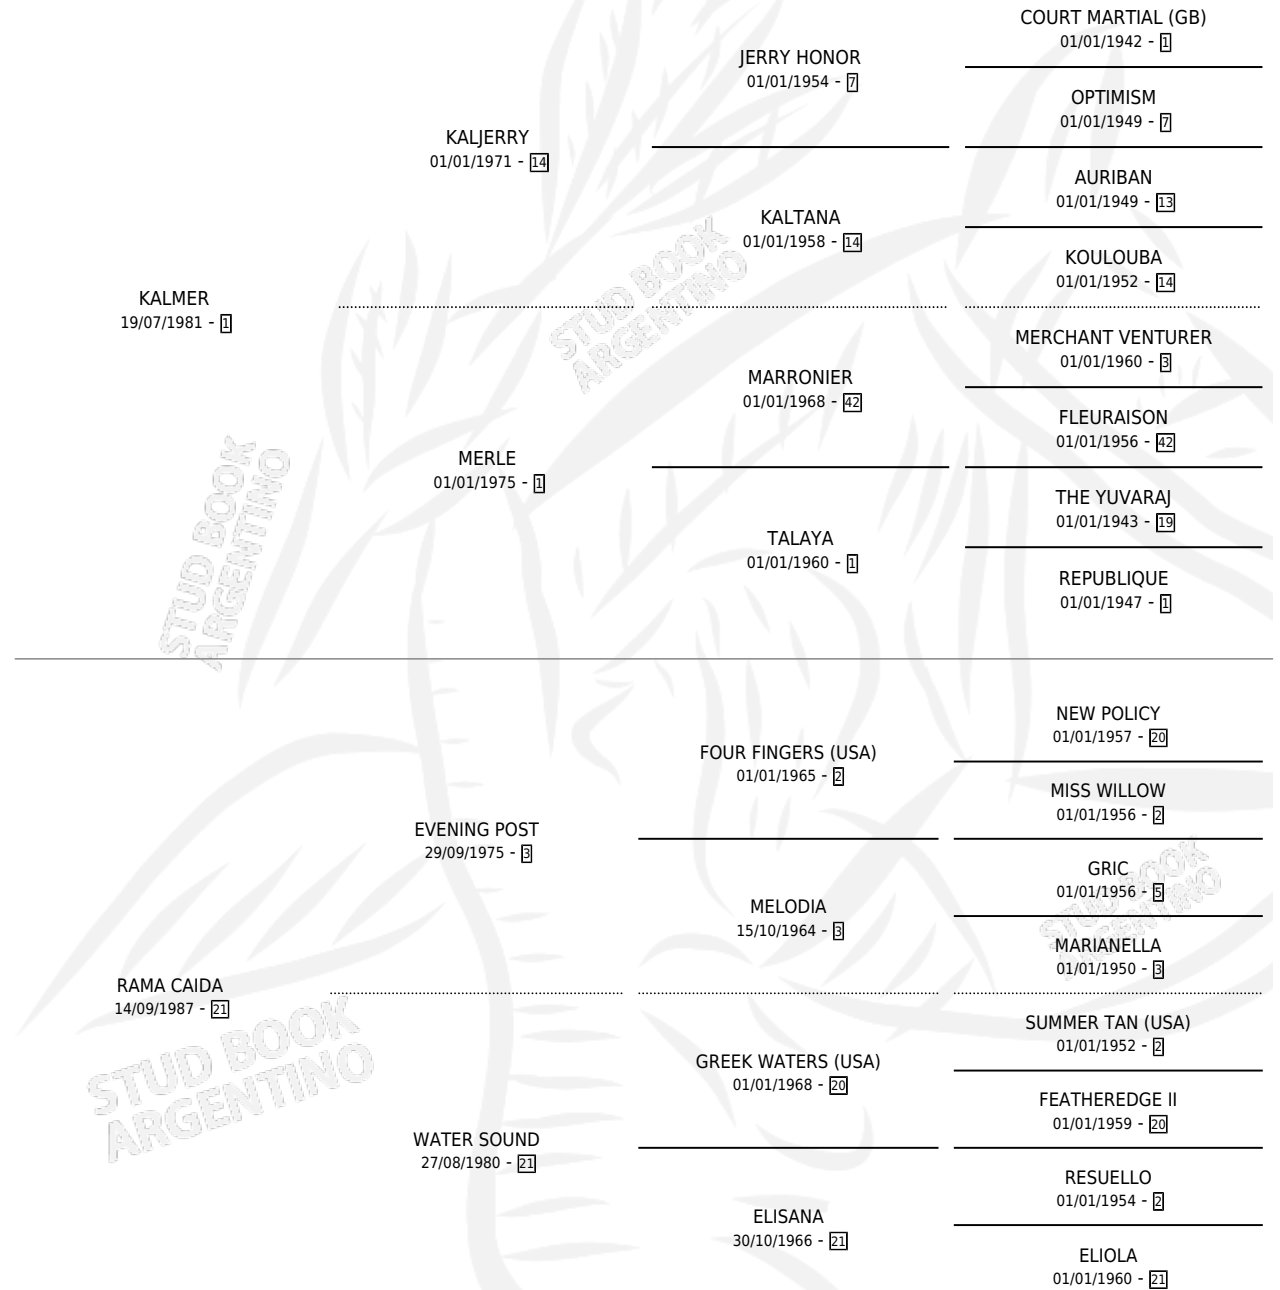 COURT MARTIAL (GB)
01/01/1942 - 1
JERRY HONOR
01/01/1954 - 7
OPTIMISM
01/01/1949 - 7
KALJERRY
01/01/1971 - 14
AURIBAN
01/01/1949 - 13
KALTANA
01/01/1958 - 14
KOULOUBA
01/01/1952 - 14
KALMER
19/07/1981 - 1
MERCHANT VENTURER
01/01/1960 - 3
MARRONIER
01/01/1968 - 42
FLEURAISON
01/01/1956 - 42
MERLE
01/01/1975 - 1
THE YUVARAJ
01/01/1943 - 19
TALAYA
01/01/1960 - 1
REPUBLIQUE
01/01/1947 - 1
NEW POLICY
01/01/1957 - 20
FOUR FINGERS (USA)
01/01/1965 - 2
MISS WILLOW
01/01/1956 - 2
EVENING POST
29/09/1975 - 3
GRIC
01/01/1956 - 5
MELODIA
15/10/1964 - 3
MARIANELLA
01/01/1950 - 3
RAMA CAIDA
14/09/1987 - 21
SUMMER TAN (USA)
01/01/1952 - 2
GREEK WATERS (USA)
01/01/1968 - 20
FEATHEREDGE II
01/01/1959 - 20
WATER SOUND
27/08/1980 - 21
RESUELLO
01/01/1954 - 2
ELISANA
30/10/1966 - 21
ELIOLA
01/01/1960 - 21
STUD BOOK
ARGENTINO
STUD BOOK
ARGENTINO
STUD BOOK
ARGENTINO
STUD BOOK
ARGENTINO